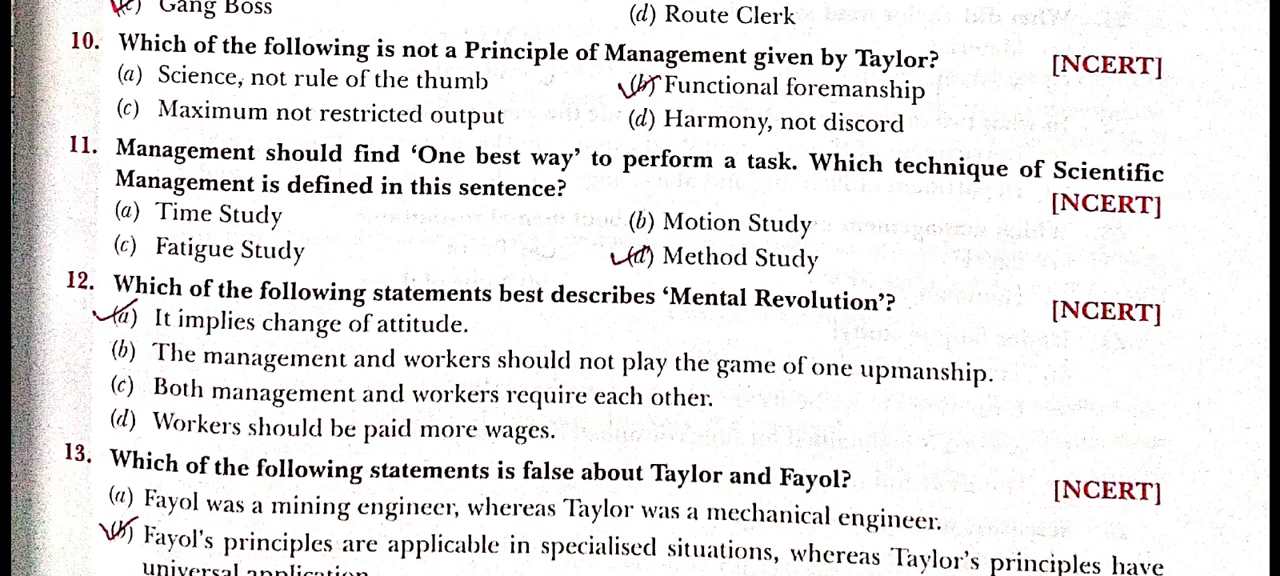 (c) Gang Boss (d) Route Clerk
10. Which of the following is not a Principle of Management given by Taylor? [NCERT]
(a) Science, not rule of the thumb (b) Functional foremanship
(c) Maximum not restricted output (d) Harmony, not discord
11. Management should find ‘One best way’ to perform a task. Which technique of Scientific
Management is defined in this sentence? [NCERT]
(a) Time Study (b) Motion Study
(c) Fatigue Study (d) Method Study
12. Which of the following statements best describes ‘Mental Revolution’? [NCERT]
(a) It implies change of attitude.
(b) The management and workers should not play the game of one upmanship.
(c) Both management and workers require each other.
(d) Workers should be paid more wages.
13. Which of the following statements is false about Taylor and Fayol? [NCERT]
(a) Fayol was a mining engineer, whereas Taylor was a mechanical engineer.
(b) Fayol's principles are applicable in specialised situations, whereas Taylor's principles have
universal application